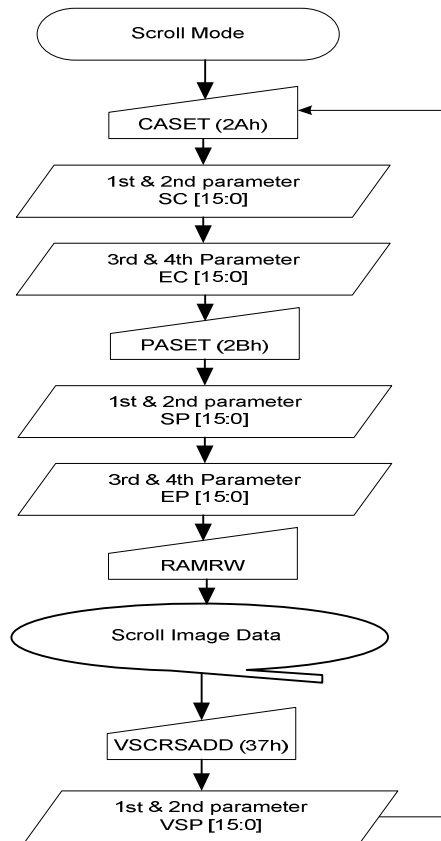 Scroll Mode
CASET (2Ah)
1st & 2nd parameter
SC [15:0]
3rd & 4th Parameter
EC [15:0]
PASET (2Bh)
1st & 2nd parameter
SP [15:0]
3rd & 4th Parameter
EP [15:0]
RAMRW
Scroll Image Data
VSCRSADD (37h)
1st & 2nd parameter
VSP [15:0]